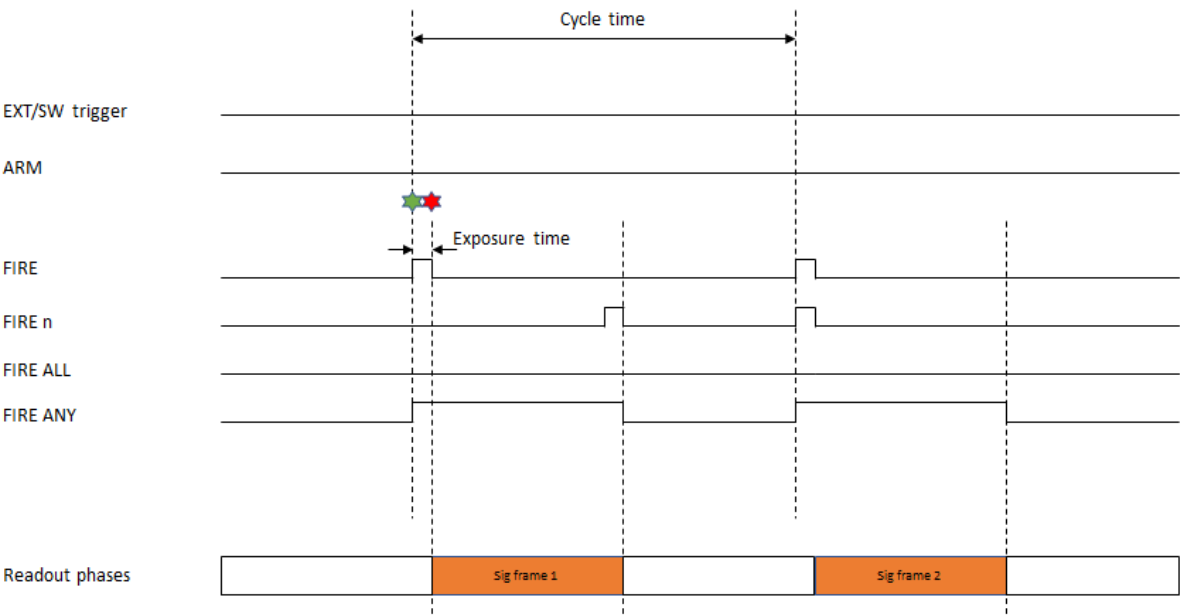 Cycle time
EXT/SW trigger
ARM
Exposure time
FIRE
FIRE n
FIRE ALL
FIRE ANY
Readout phases
Sig frame 1
Sig frame 2